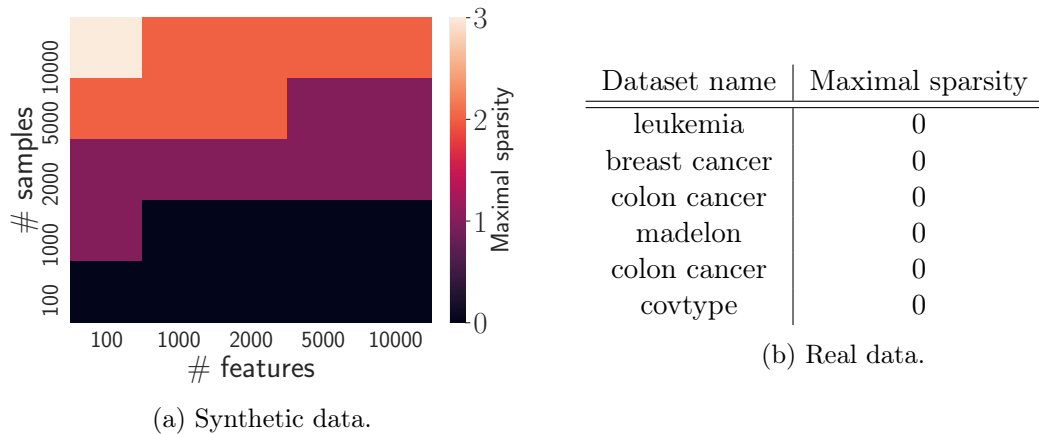 # samples
10000
5000
2000
1000
100
100 1000 2000 5000 10000
# features
3
2
1
0
Maximal sparsity
(a) Synthetic data.
Dataset name Maximal sparsity
leukemia 0
breast cancer 0
colon cancer 0
madelon 0
colon cancer 0
covtype 0
(b) Real data.